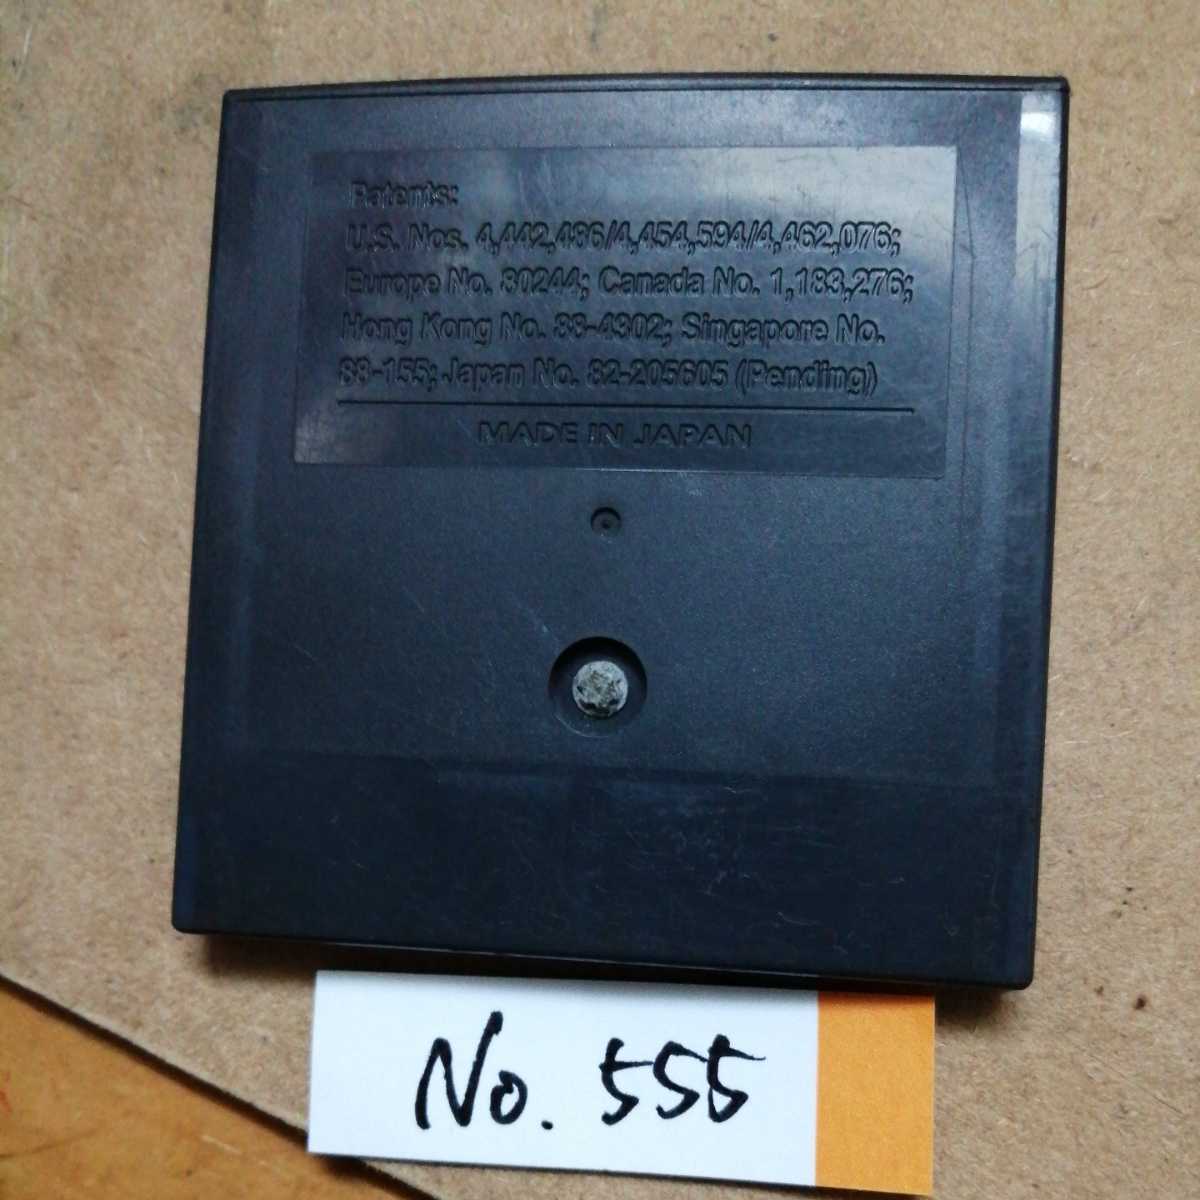 Patents:
U.S. Nos. 4,442,486/4,454,594/4,462,076;
Europe No. 80244; Canada No. 1,183,276;
Hong Kong No. 88-4302; Singapore No.
88-155; Japan No. 82-205605 (Pending)
MADE IN JAPAN
No. 555